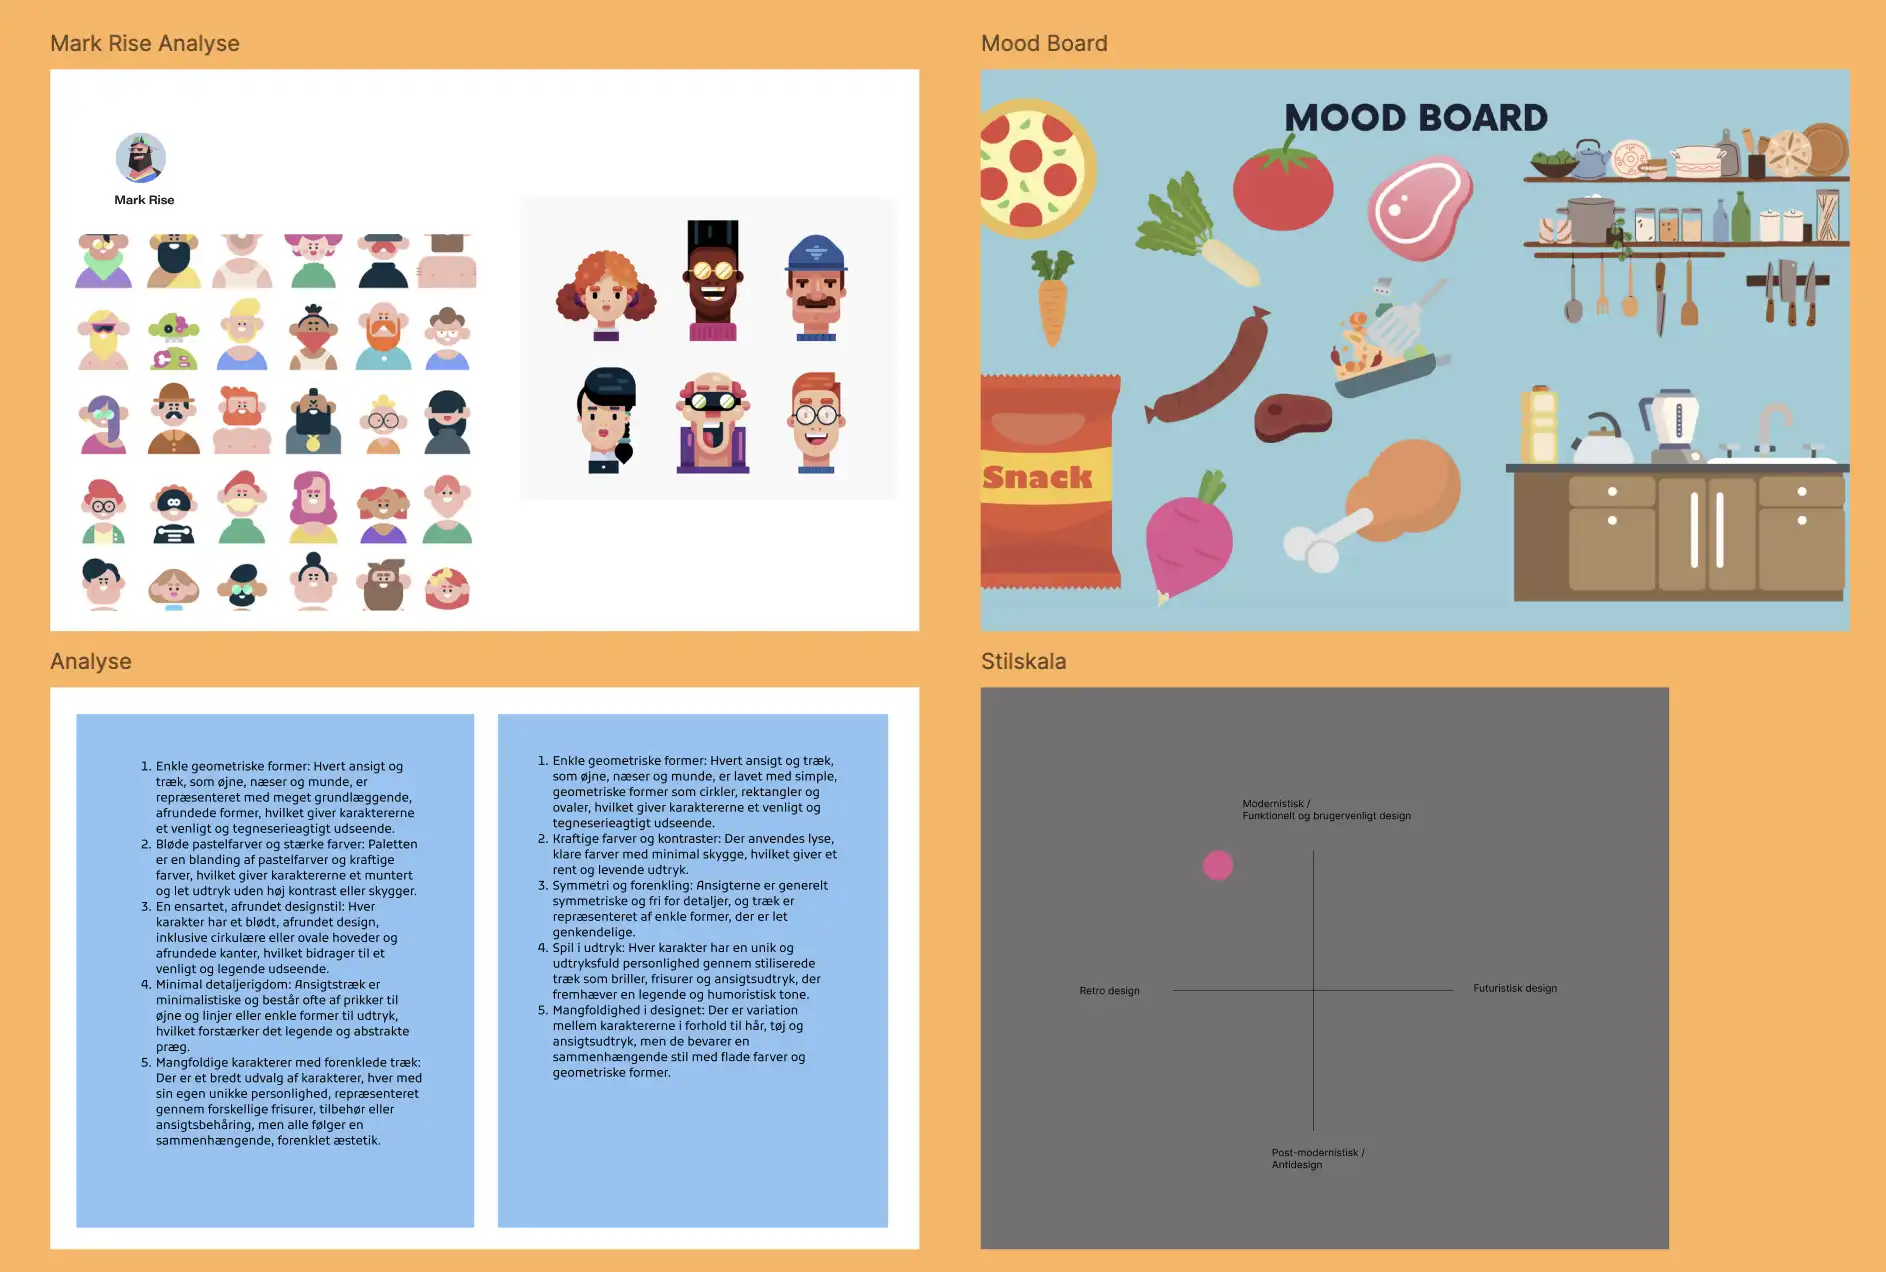 Mark Rise Analyse
Mark Rise
Mood Board
MOOD BOARD
Snack
Analyse
1. Enkle geometriske former: Hvert ansigt og
træk, som øjne, næser og munde, er
repræsenteret med meget grundlæggende,
afrundede former, hvilket giver karaktererne
et venligt og tegneserieagtigt udseende.
2. Bløde pastelfarver og stærke farver: Paletten
er en blanding af pastelfarver og kraftige
farver, hvilket giver karaktererne et muntert
og let udtryk uden høj kontrast eller skygger.
3. En ensartet, afrundet designstil: Hver
karakter har et blødt, afrundet design,
inklusive cirkulære eller ovale hoveder og
afrundede kanter, hvilket bidrager til et
venligt og legende udseende.
4. Minimal detaljerigdom: Ansigtstræk er
minimalistiske og består ofte af prikker til
øjne og linjer eller enkle former til udtryk,
hvilket forstærker det legende og abstrakte
præg.
5. Mangfoldige karakterer med forenklede træk:
Der er et bredt udvalg af karakterer, hver med
sin egen unikke personlighed, repræsenteret
gennem forskellige frisurer, tilbehør eller
ansigtsbehåring, men alle følger en
sammenhængende, forenklet æstetik.
1. Enkle geometriske former: Hvert ansigt og træk,
som øjne, næser og munde, er lavet med simple,
geometriske former som cirkler, rektangler og
ovaler, hvilket giver karaktererne et venligt og
tegneserieagtigt udseende.
2. Kraftige farver og kontraster: Der anvendes lyse,
klare farver med minimal skygge, hvilket giver et
rent og levende udtryk.
3. Symmetri og forenkling: Ansigterne er generelt
symmetriske og fri for detaljer, og træk er
repræsenteret af enkle former, der er let
genkendelige.
4. Spil i udtryk: Hver karakter har en unik og
udtryksfuld personlighed gennem stiliserede
træk som briller, frisurer og ansigtsudtryk, der
fremhæver en legende og humoristisk tone.
5. Mangfoldighed i designet: Der er variation
mellem karaktererne i forhold til hår, tøj og
ansigtsudtryk, men de bevarer en
sammenhængende stil med flade farver og
geometriske former.
Stilskala
Modernistisk /
Funktionelt og brugervenligt design
Retro design
Futuristisk design
Post-modernistisk /
Antidesign